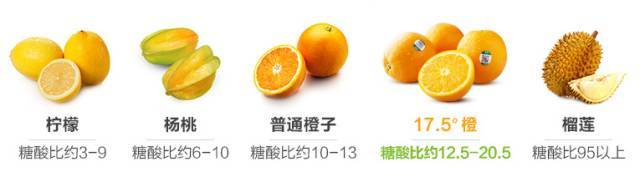 柠檬
糖酸比约3-9
杨桃
糖酸比约6-10
普通橙子
糖酸比约10-13
17.5°橙
糖酸比约12.5-20.5
榴莲
糖酸比95以上